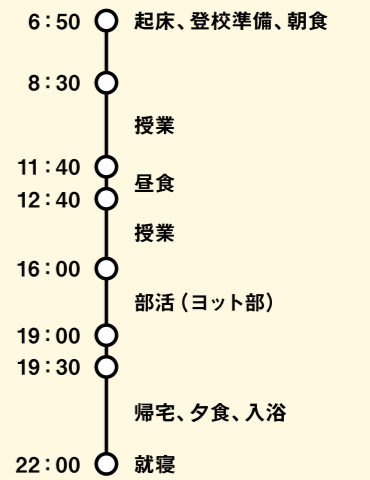 6:50 起床、登校準備、朝食
8:30
授業
11:40
昼食
12:40
授業
16:00
部活(ヨット部)
19:00
19:30
帰宅、夕食、入浴
22:00 就寝